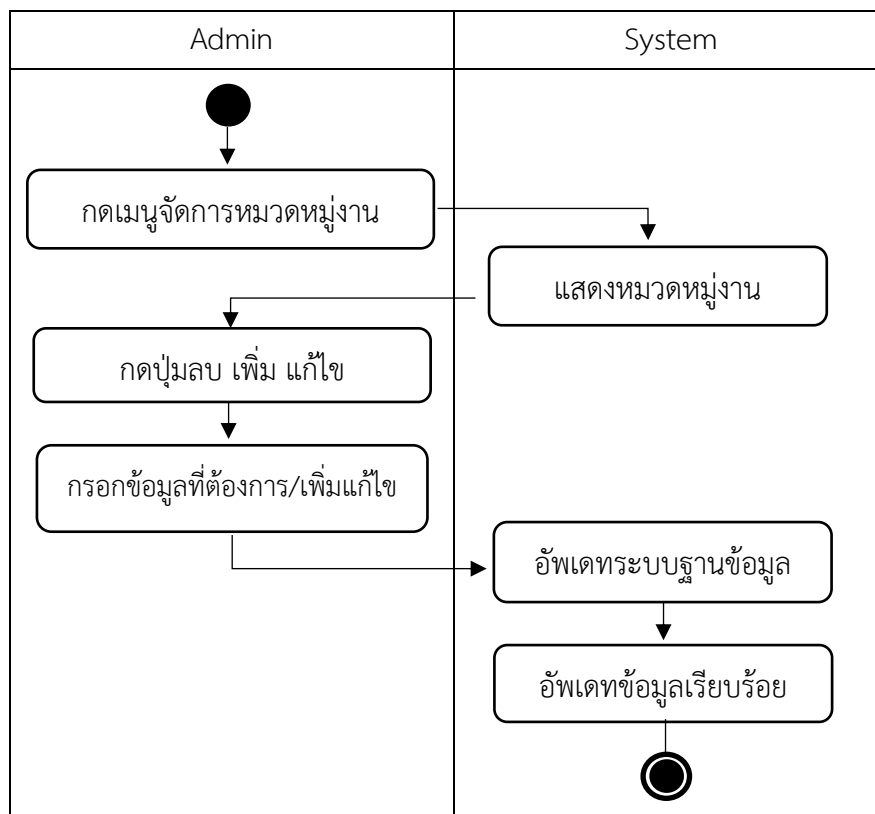 Admin
System
กดเมนูจัดการหมวดหมู่งาน
แสดงหมวดหมู่งาน
กดปุ่มลบ เพิ่ม แก้ไข
กรอกข้อมูลที่ต้องการ/เพิ่มแก้ไข
อัพเดทระบบฐานข้อมูล
อัพเดทข้อมูลเรียบร้อย